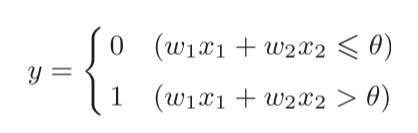 y = { 0 (w₁x₁ + w₂x₂ ⩽ θ)
1 (w₁x₁ + w₂x₂ > θ)